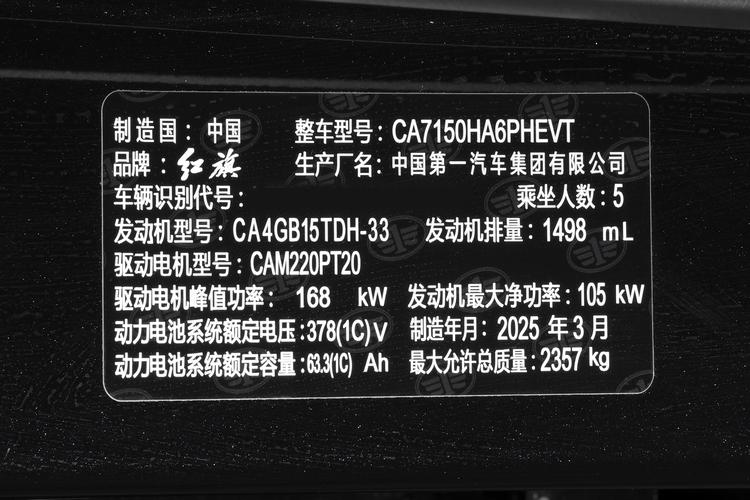 制造国：中国 整车型号：CA7150HA6PHEVT
品牌：红旗 生产厂名：中国第一汽车集团有限公司
车辆识别代号： 乘坐人数：5
发动机型号：CA4GB15TDH-33 发动机排量：1498 mL
驱动电机型号：CAM220PT20
驱动电机峰值功率：168 kW 发动机最大净功率：105 kW
动力电池系统额定电压：378(1C) V 制造年月：2025 年 3 月
动力电池系统额定容量：63.3(1C) Ah 最大允许总质量：2357 kg